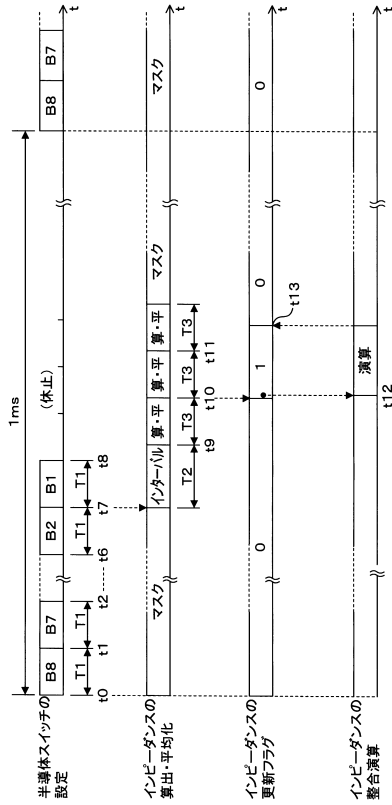 1ms
半導体スイッチの
設定
B8 B7 B2 B1 (休止) B8 B7
T1 T1 T1 T1
t0 t1 t2 t6 t7 t8 t
インピーダンスの
算出・平均化
マスク インターバル 算・平 算・平 算・平 マスク マスク
T2 T3 T3 T3
t9 t10 t11 t
インピーダンスの
更新フラグ
0 1 0 0
t13 t
インピーダンスの
整合演算
演算
t12 t